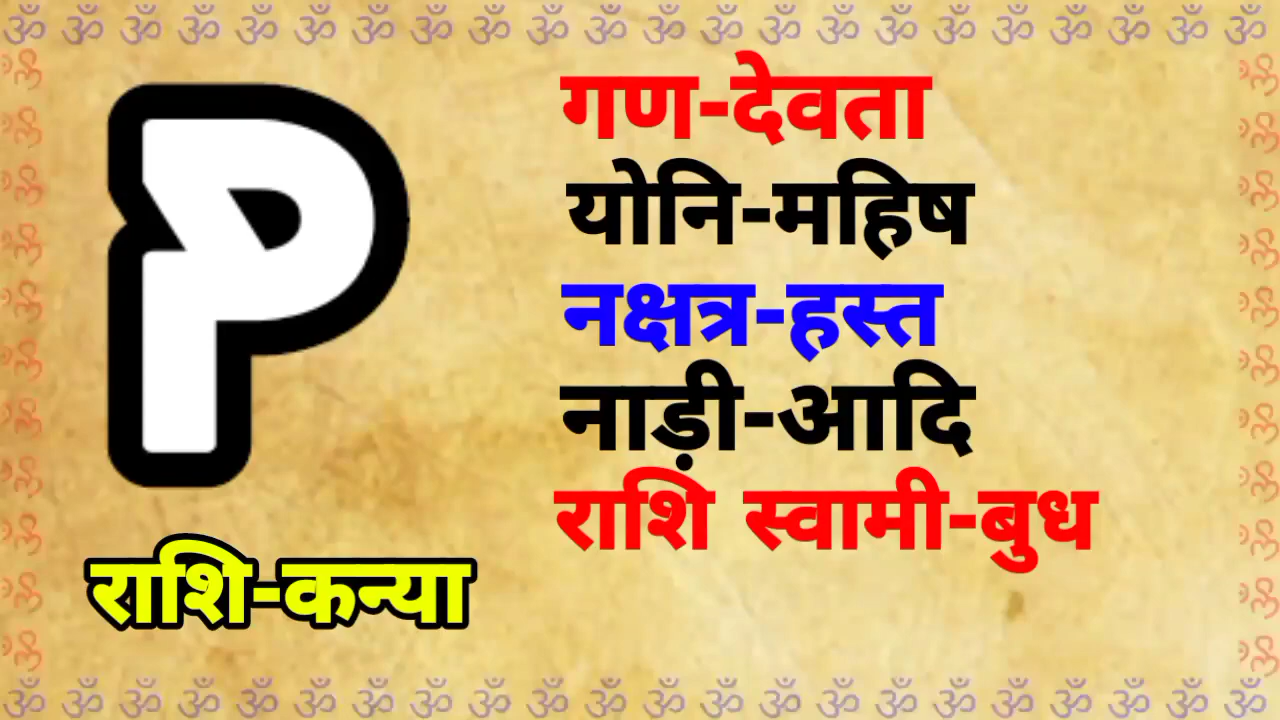 P
राशि-कन्या
गण-देवता
योनि-महिष
नक्षत्र-हस्त
नाड़ी-आदि
राशि स्वामी-बुध